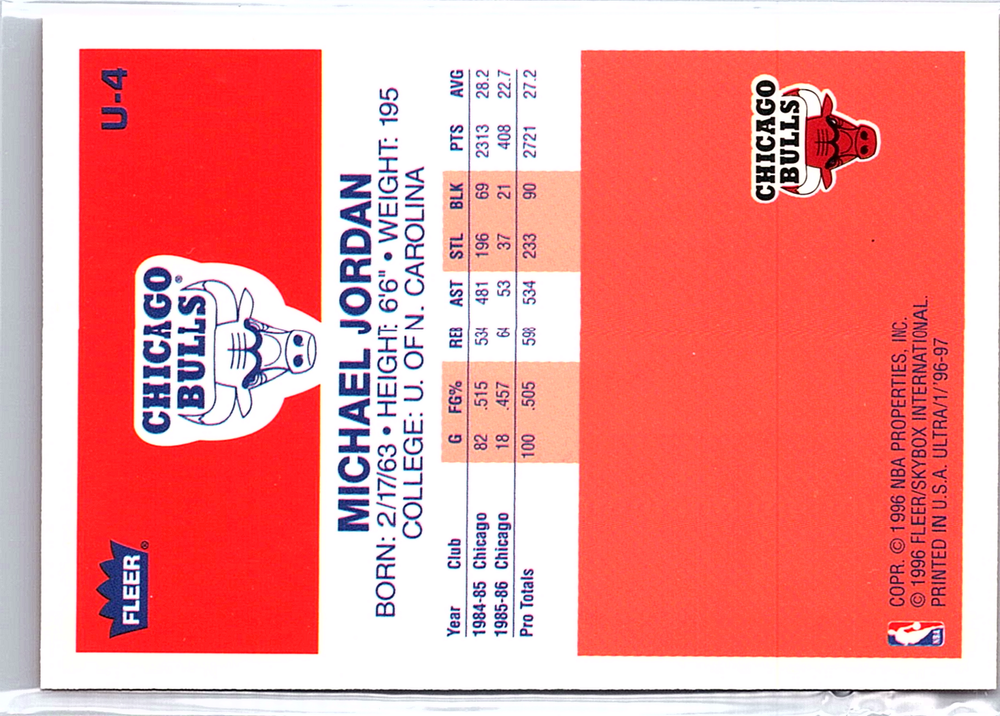 FLEER®
CHICAGO
BULLS®
U-4
MICHAEL JORDAN
BORN: 2/17/63 • HEIGHT: 6'6" • WEIGHT: 195
COLLEGE: U. OF N. CAROLINA
Year Club G FG% REB AST STL BLK PTS AVG
1984-85 Chicago 82 .515 534 481 196 69 2313 28.2
1985-86 Chicago 18 .457 64 53 37 21 408 22.7
Pro Totals 100 .505 598 534 233 90 2721 27.2
CHICAGO
BULLS
NBA
COPR. © 1996 NBA PROPERTIES, INC.
© 1996 FLEER/SKYBOX INTERNATIONAL.
PRINTED IN U.S.A. ULTRA/1/'96-97